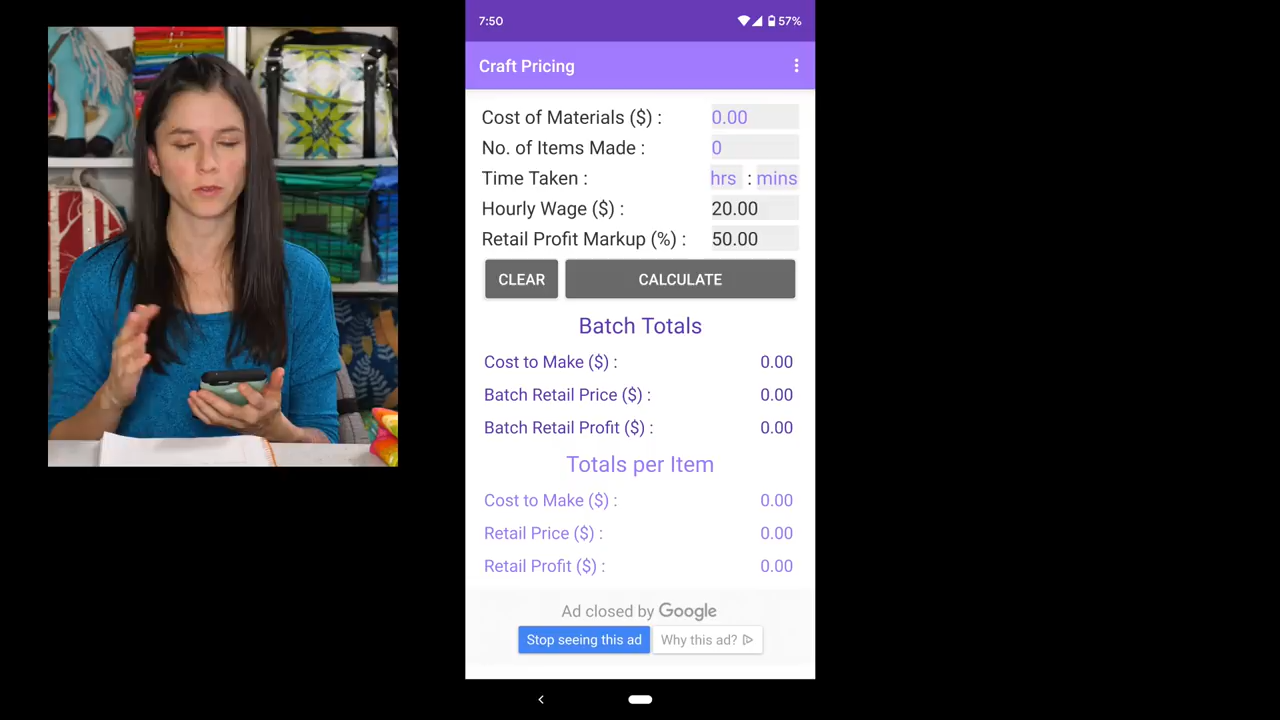 7:50
57%
Craft Pricing
Cost of Materials ($) : 0.00
No. of Items Made : 0
Time Taken : hrs : mins
Hourly Wage ($) : 20.00
Retail Profit Markup (%) : 50.00
CLEAR CALCULATE
Batch Totals
Cost to Make ($) : 0.00
Batch Retail Price ($) : 0.00
Batch Retail Profit ($) : 0.00
Totals per Item
Cost to Make ($) : 0.00
Retail Price ($) : 0.00
Retail Profit ($) : 0.00
Ad closed by Google
Stop seeing this ad Why this ad?